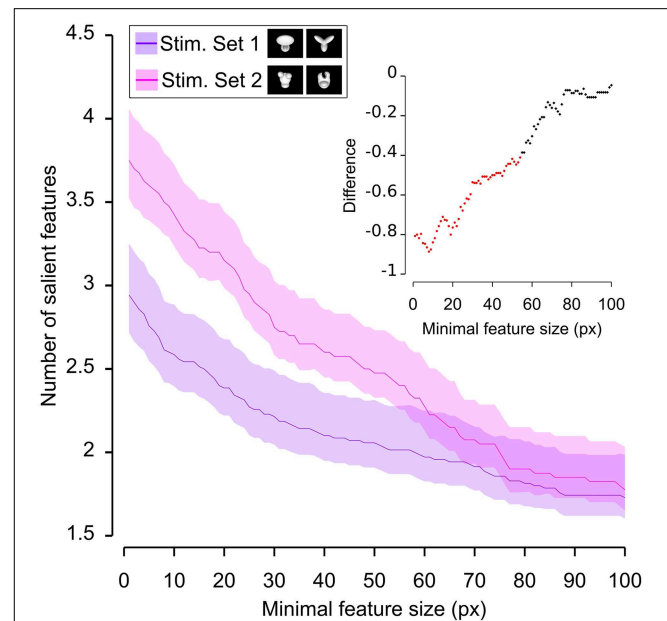 Stim. Set 1
Stim. Set 2
Number of salient features
4.5
4
3.5
3
2.5
2
1.5
0 10 20 30 40 50 60 70 80 90 100
Minimal feature size (px)
Difference
0
-0.2
-0.4
-0.6
-0.8
-1
0 20 40 60 80 100
Minimal feature size (px)